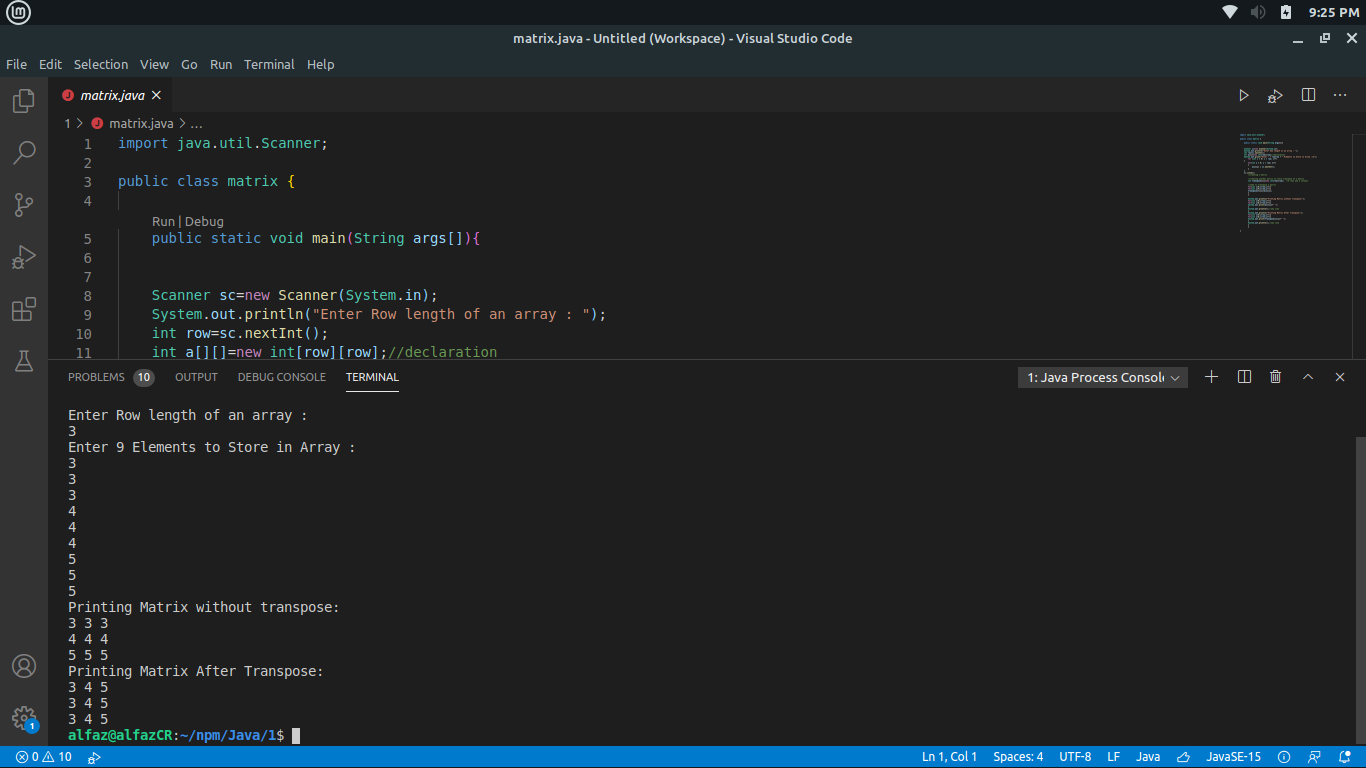 9:25 PM
matrix.java - Untitled (Workspace) - Visual Studio Code
File Edit Selection View Go Run Terminal Help
J matrix.java
1 > J matrix.java > ...
1 import java.util.Scanner;
2
3 public class matrix {
4
Run | Debug
5 public static void main(String args[]){
6
7
8 Scanner sc=new Scanner(System.in);
9 System.out.println("Enter Row length of an array : ");
10 int row=sc.nextInt();
11 int a[][]=new int[row][row];//declaration
PROBLEMS 10 OUTPUT DEBUG CONSOLE TERMINAL 1: Java Process Consol
Enter Row length of an array :
3
Enter 9 Elements to Store in Array :
3
3
3
4
4
4
5
5
5
Printing Matrix without transpose:
3 3 3
4 4 4
5 5 5
Printing Matrix After Transpose:
3 4 5
3 4 5
3 4 5
alfaz@alfazCR:~/npm/Java/1$
1
0 10 Ln 1, Col 1 Spaces: 4 UTF-8 LF Java JavaSE-15